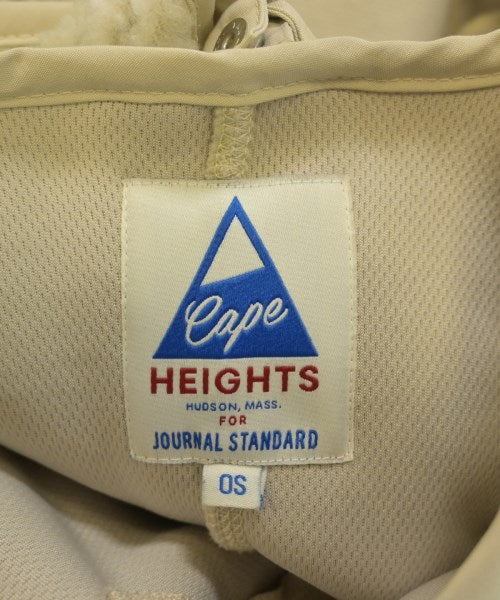 Cape
HEIGHTS
HUDSON, MASS.
FOR
JOURNAL STANDARD
OS